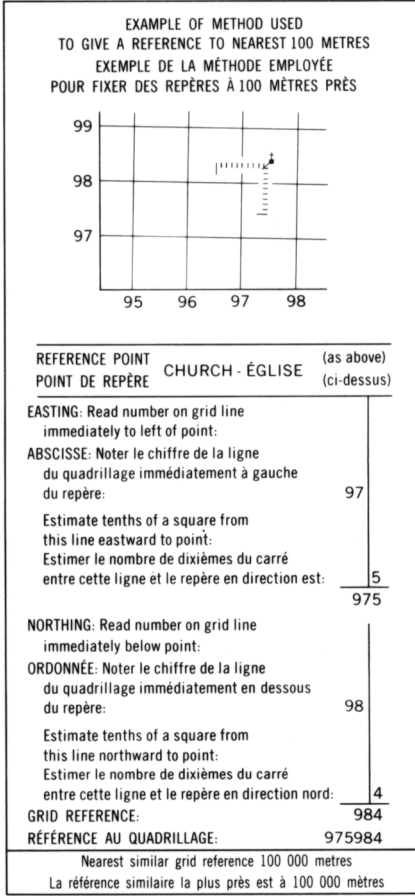 EXAMPLE OF METHOD USED
TO GIVE A REFERENCE TO NEAREST 100 METRES
EXEMPLE DE LA MÉTHODE EMPLOYÉE
POUR FIXER DES REPÈRES À 100 MÈTRES PRÈS
99
98
97
95 96 97 98
REFERENCE POINT CHURCH - ÉGLISE (as above)
POINT DE REPÈRE (ci-dessus)
EASTING: Read number on grid line
immediately to left of point:
ABSCISSE: Noter le chiffre de la ligne
du quadrillage immédiatement à gauche
du repère: 97
Estimate tenths of a square from
this line eastward to point:
Estimer le nombre de dixièmes du carré
entre cette ligne et le repère en direction est: 5
975
NORTHING: Read number on grid line
immediately below point:
ORDONNÉE: Noter le chiffre de la ligne
du quadrillage immédiatement en dessous
du repère: 98
Estimate tenths of a square from
this line northward to point:
Estimer le nombre de dixièmes du carré
entre cette ligne et le repère en direction nord: 4
GRID REFERENCE: 984
RÉFÉRENCE AU QUADRILLAGE: 975984
Nearest similar grid reference 100 000 metres
La référence similaire la plus près est à 100 000 mètres